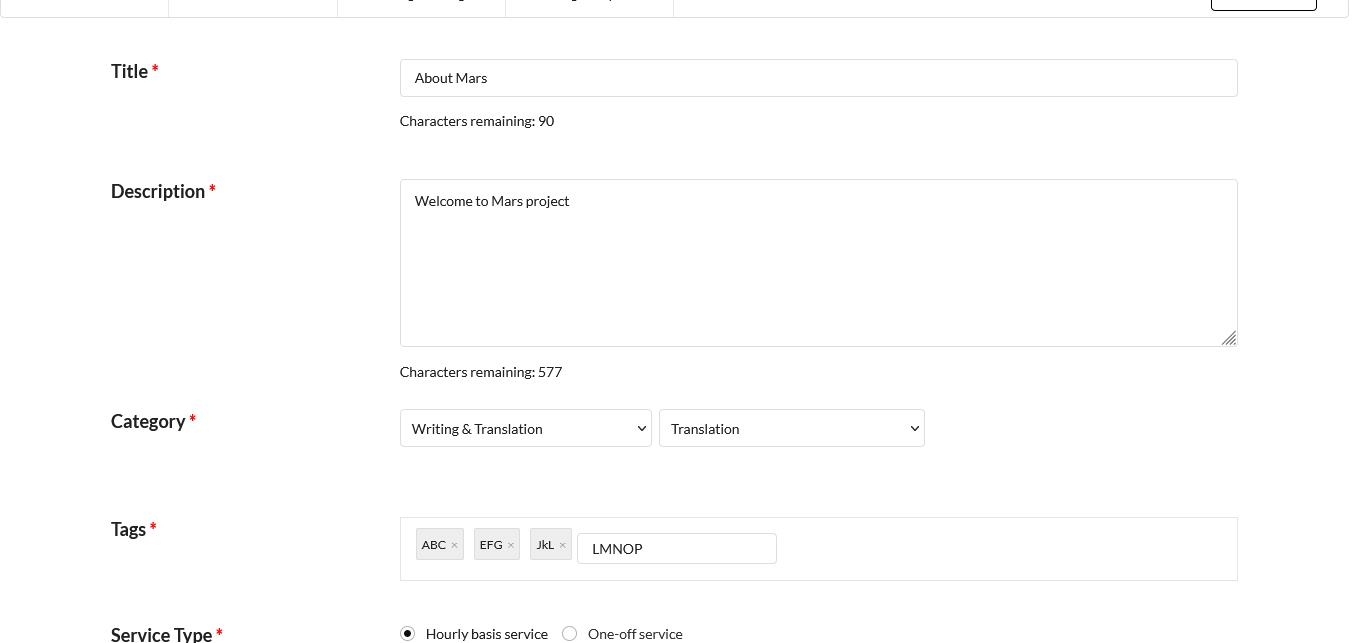 Title *
About Mars
Characters remaining: 90
Description *
Welcome to Mars project
Characters remaining: 577
Category *
Writing & Translation
Translation
Tags *
ABC × EFG × JkL × LMNOP
Service Type *
Hourly basis service
One-off service